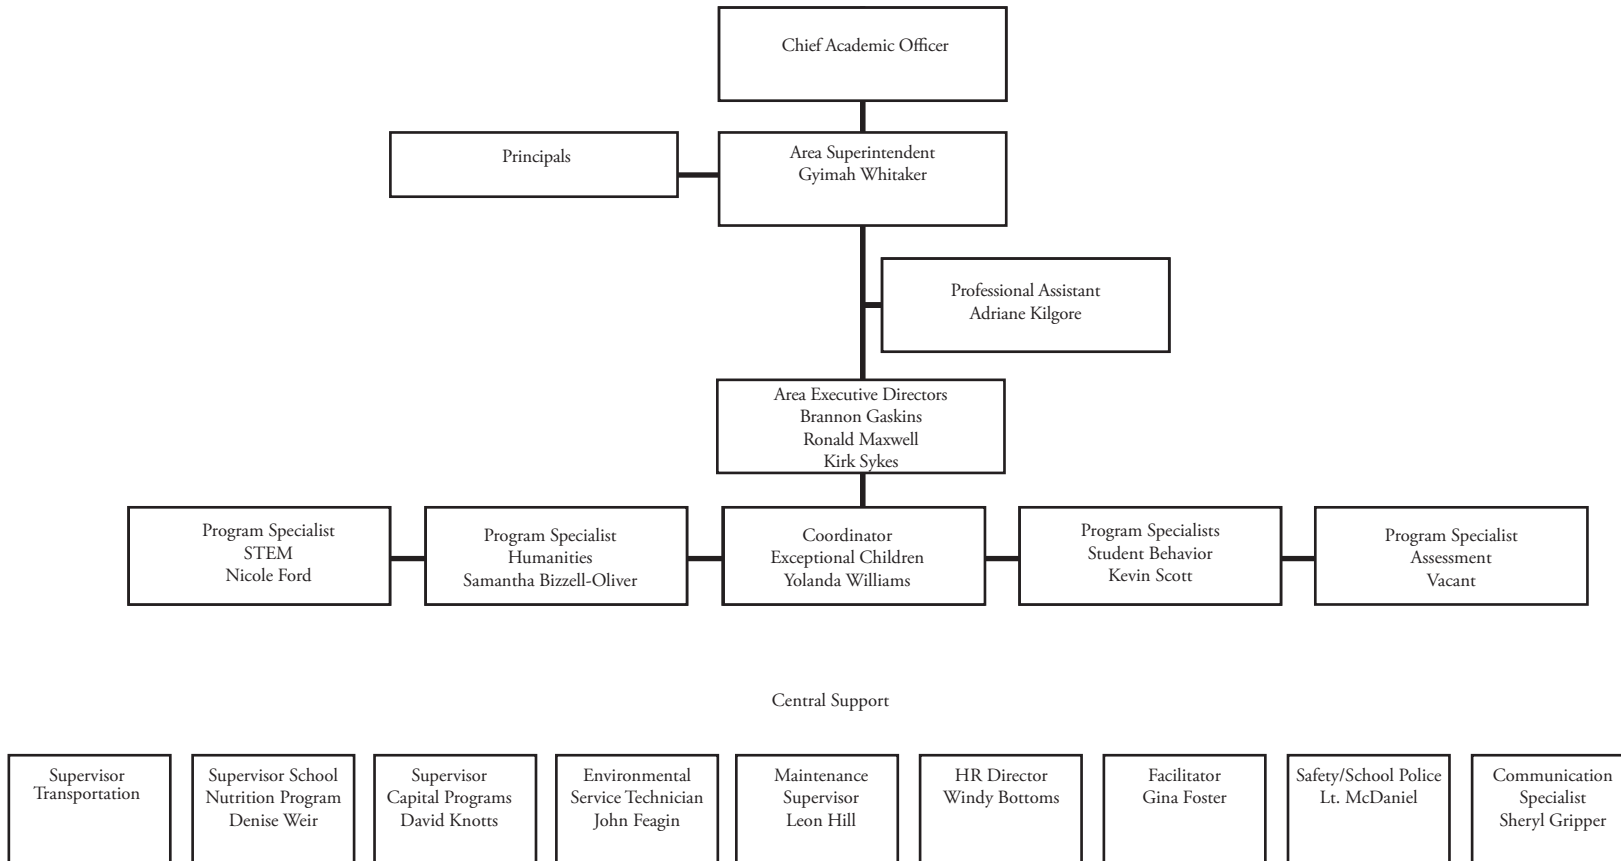 Chief Academic Officer
Principals
Area Superintendent
Gyimah Whitaker
Professional Assistant
Adriane Kilgore
Area Executive Directors
Brannon Gaskins
Ronald Maxwell
Kirk Sykes
Program Specialist
STEM
Nicole Ford
Program Specialist
Humanities
Samantha Bizzell-Oliver
Coordinator
Exceptional Children
Yolanda Williams
Program Specialists
Student Behavior
Kevin Scott
Program Specialist
Assessment
Vacant
Central Support
Supervisor
Transportation
Supervisor School
Nutrition Program
Denise Weir
Supervisor
Capital Programs
David Knotts
Environmental
Service Technician
John Feagin
Maintenance
Supervisor
Leon Hill
HR Director
Windy Bottoms
Facilitator
Gina Foster
Safety/School Police
Lt. McDaniel
Communication
Specialist
Sheryl Gripper